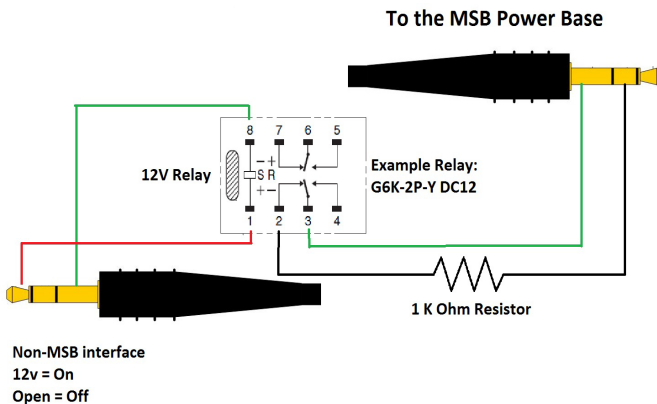 To the MSB Power Base
8 7 6 5
12V Relay
- +
S R
+ -
Example Relay:
G6K-2P-Y DC12
1 2 3 4
1 K Ohm Resistor
Non-MSB interface
12v = On
Open = Off